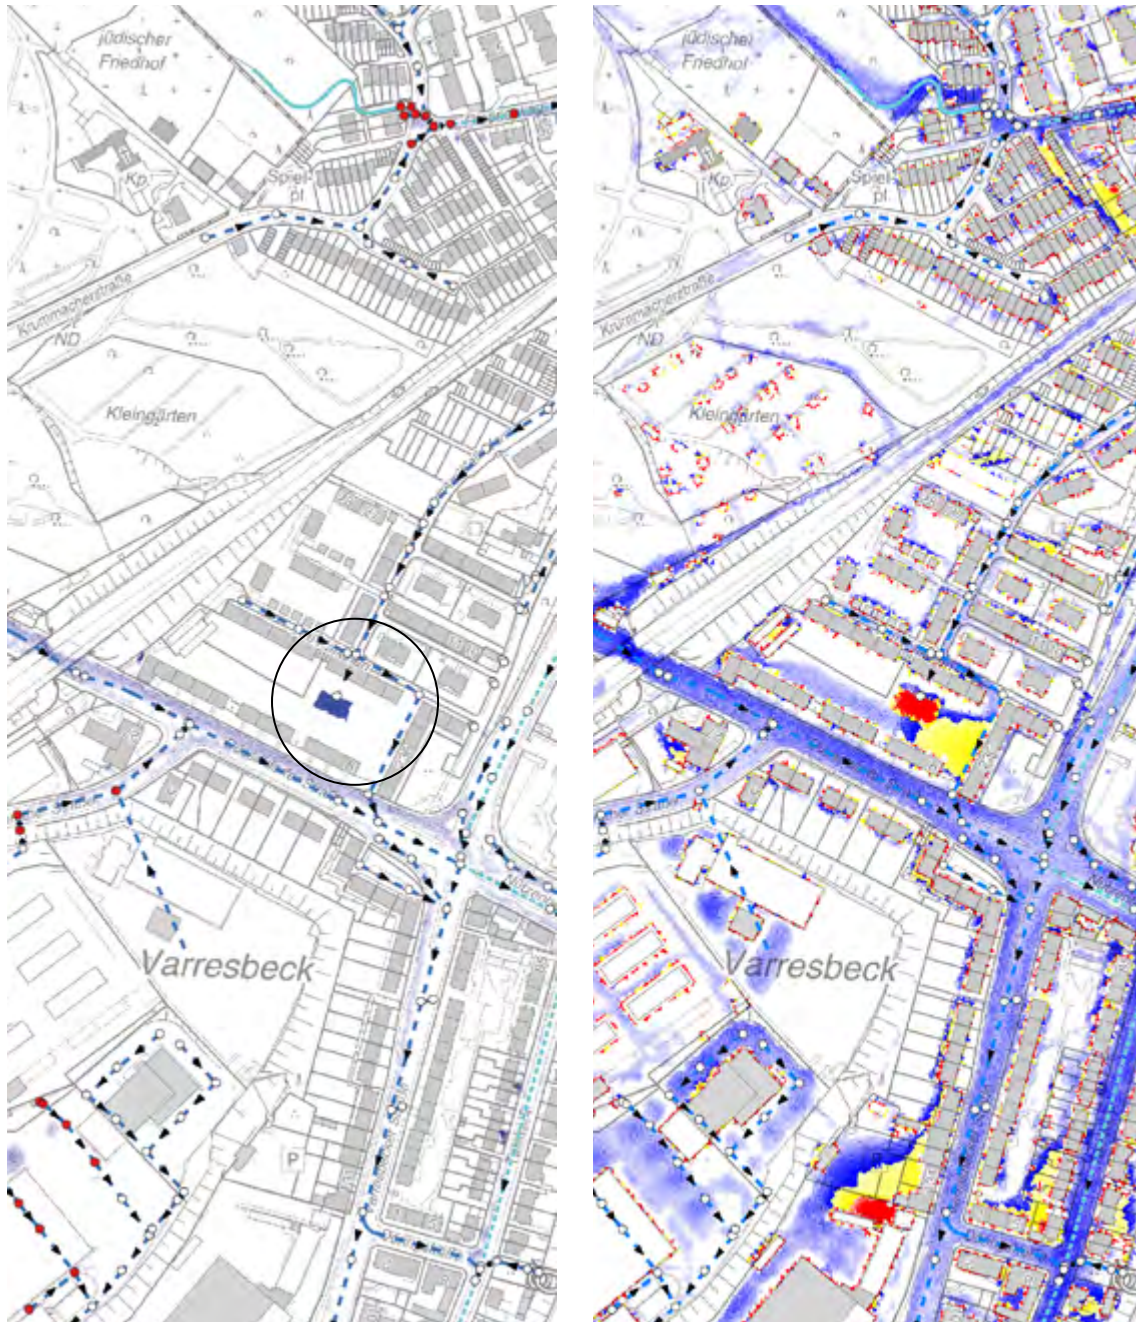 jüdischer
Friedhof
Kp.
Spiel-
pl.
Krummacherstraße
ND
Kleingärten
Varresbeck
P
jüdischer
Friedhof
Kp.
Spiel-
pl.
Krummacherstraße
ND
Kleingärten
Varresbeck
P